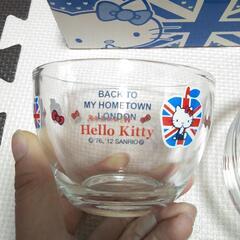 BACK TO
MY HOMETOWN
LONDON
Hello Kitty
© '76, '12 SANRIO